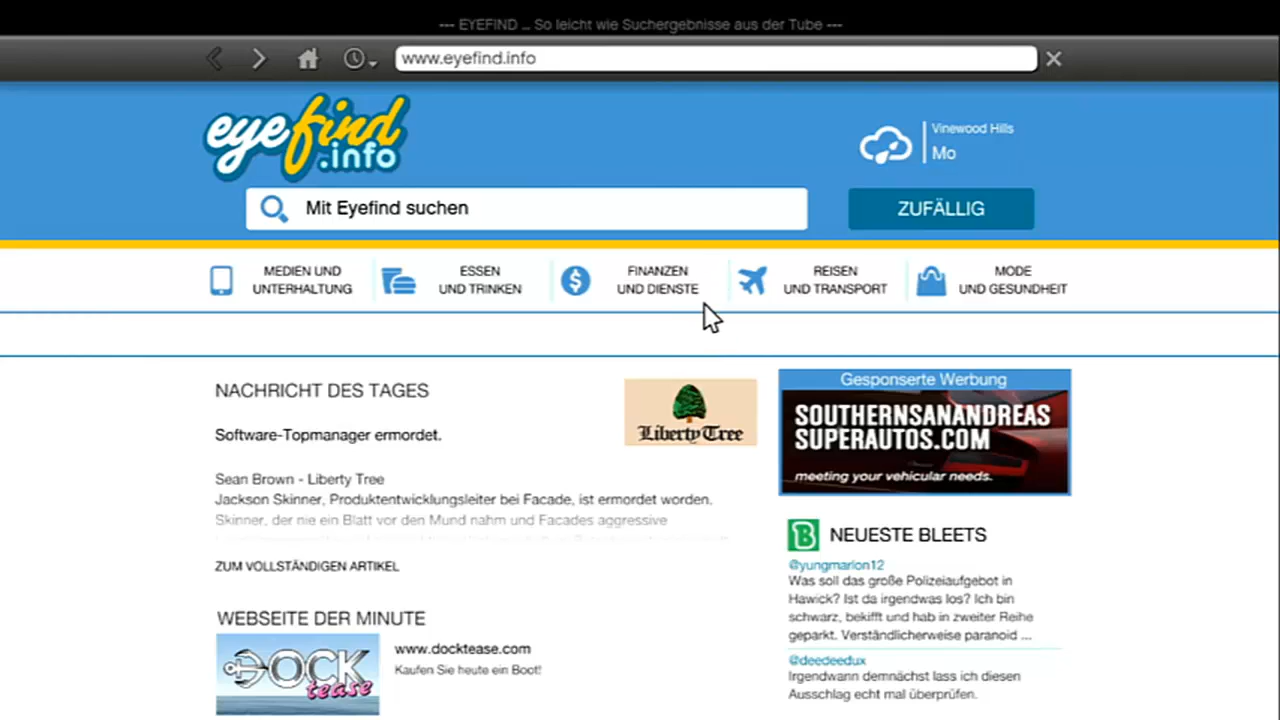 --- EYEFIND ... So leicht wie Suchergebnisse aus der Tube ---
www.eyefind.info
eyefind
.info
Vinewood Hills
Mo
Mit Eyefind suchen
ZUFÄLLIG
MEDIEN UND
UNTERHALTUNG
ESSEN
UND TRINKEN
FINANZEN
UND DIENSTE
REISEN
UND TRANSPORT
MODE
UND GESUNDHEIT
NACHRICHT DES TAGES
Liberty Tree
Software-Topmanager ermordet.
Sean Brown - Liberty Tree
Jackson Skinner, Produktentwicklungsleiter bei Facade, ist ermordet worden.
Skinner, der nie ein Blatt vor den Mund nahm und Facades aggressive
ZUM VOLLSTÄNDIGEN ARTIKEL
WEBSEITE DER MINUTE
DOCK
tease
www.docktease.com
Kaufen Sie heute ein Boot!
Gesponserte Werbung
SOUTHERNSANANDREAS
SUPERAUTOS.COM
meeting your vehicular needs.
B NEUESTE BLEETS
@yungmarlon12
Was soll das große Polizeiaufgebot in
Hawick? Ist da irgendwas los? Ich bin
schwarz, bekifft und hab in zweiter Reihe
geparkt. Verständlicherweise paranoid ...
@deedeedux
Irgendwann demnächst lass ich diesen
Ausschlag echt mal überprüfen.